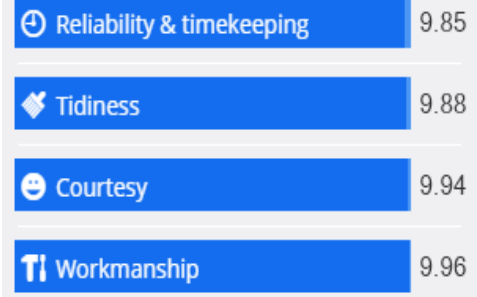 Reliability & timekeeping 9.85
Tidiness 9.88
Courtesy 9.94
Workmanship 9.96